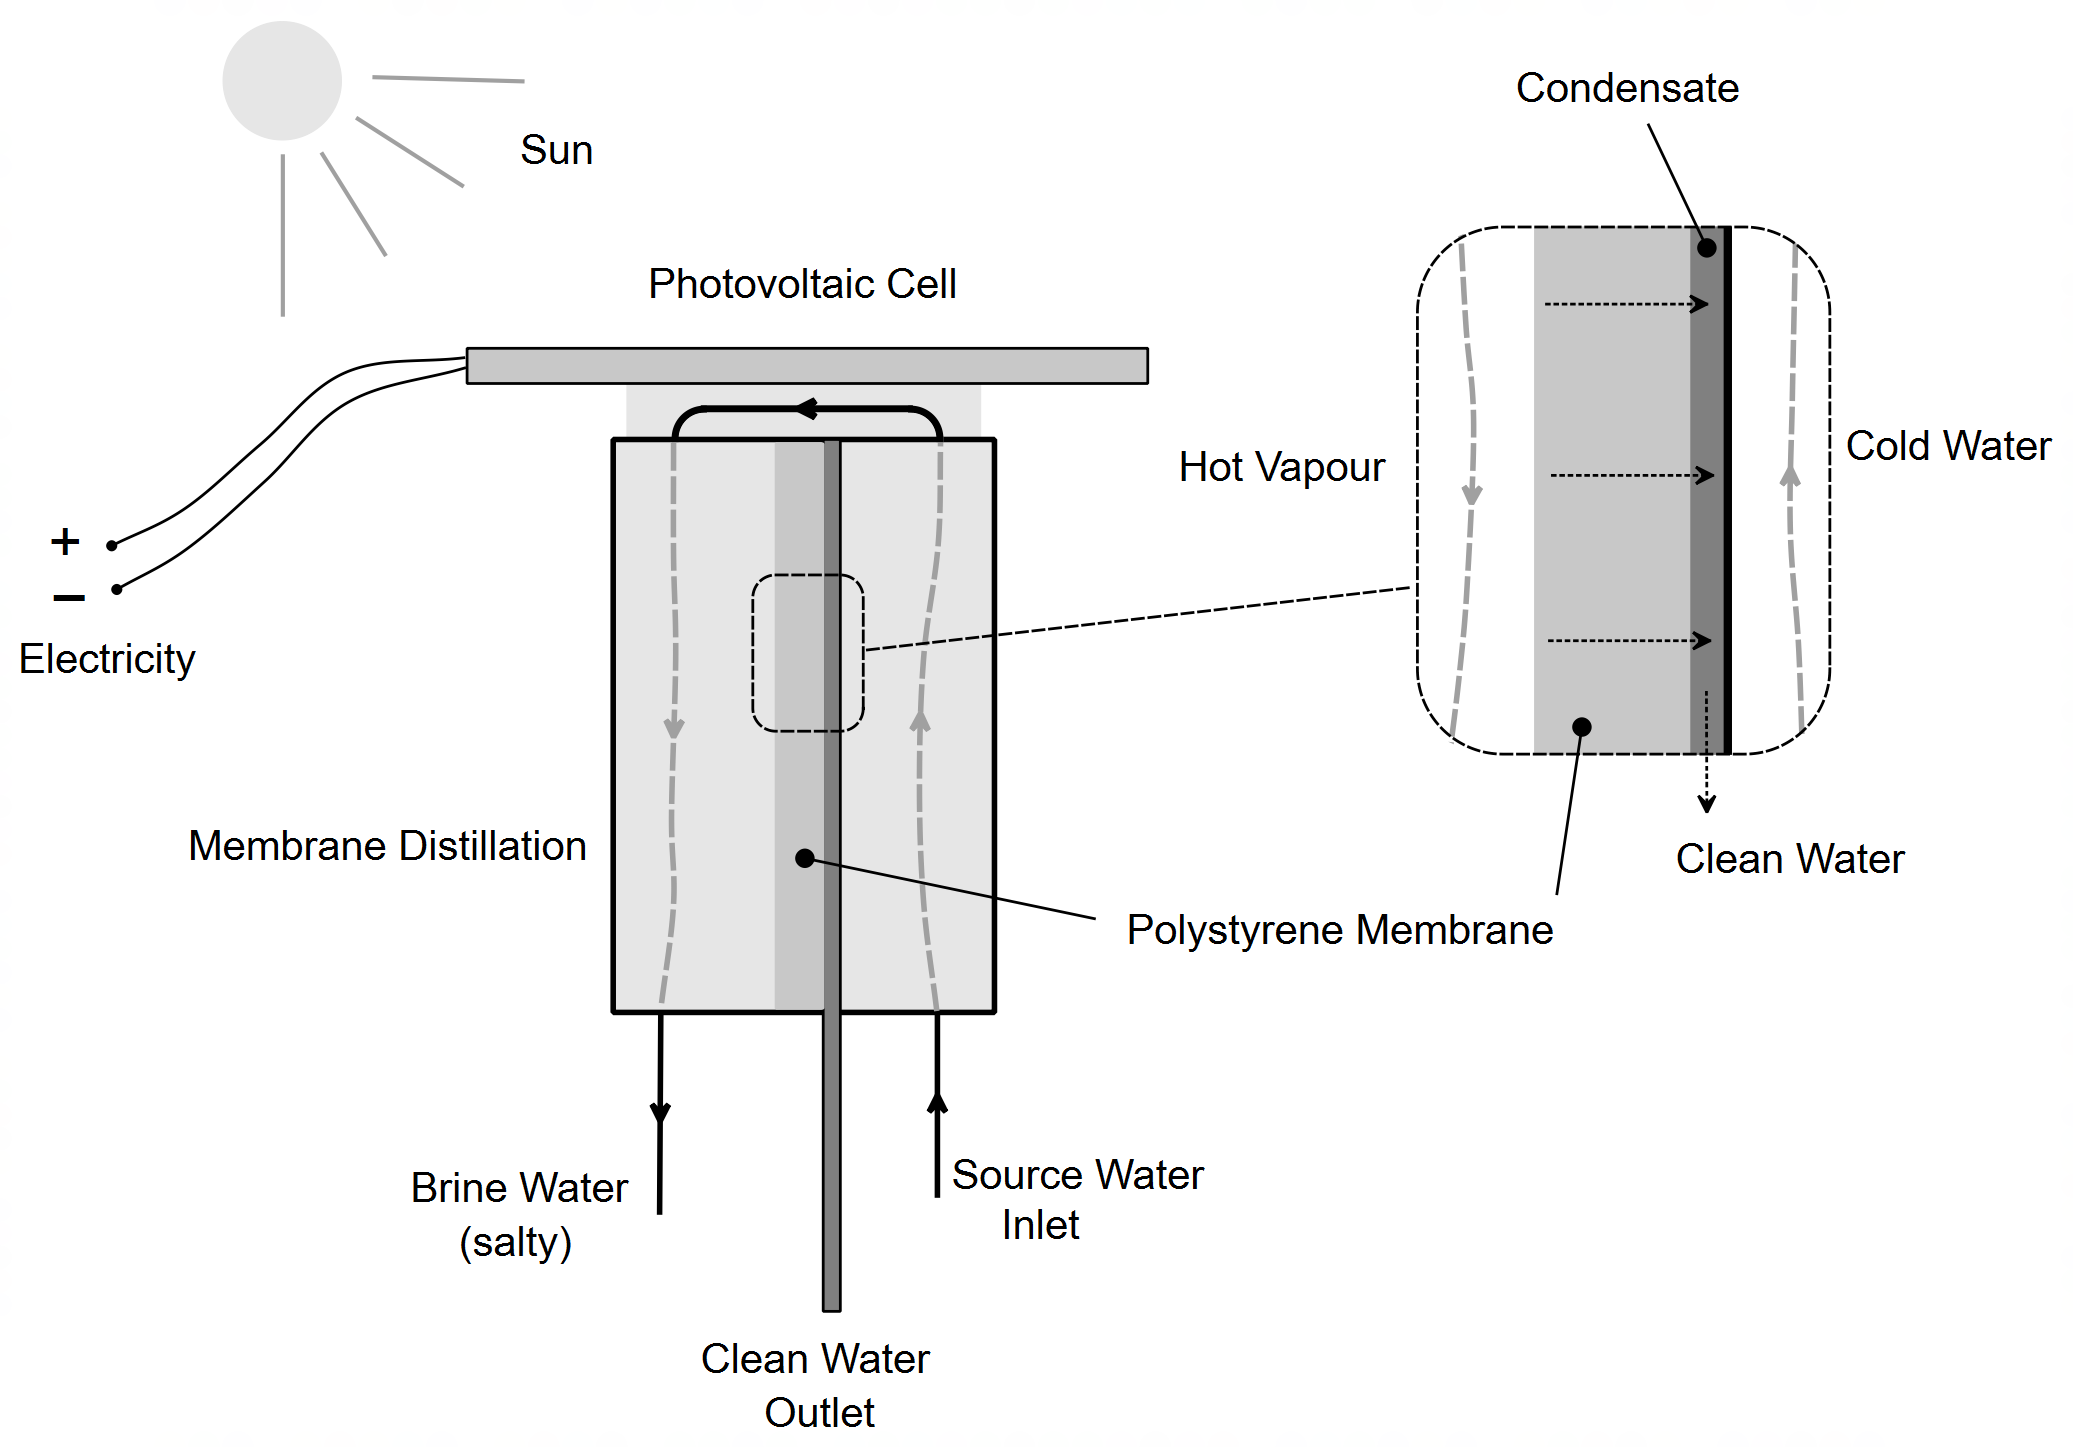 Sun
Condensate
Photovoltaic Cell
Hot Vapour
Cold Water
+
−
Electricity
Membrane Distillation
Clean Water
Polystyrene Membrane
Brine Water
(salty)
Source Water
Inlet
Clean Water
Outlet